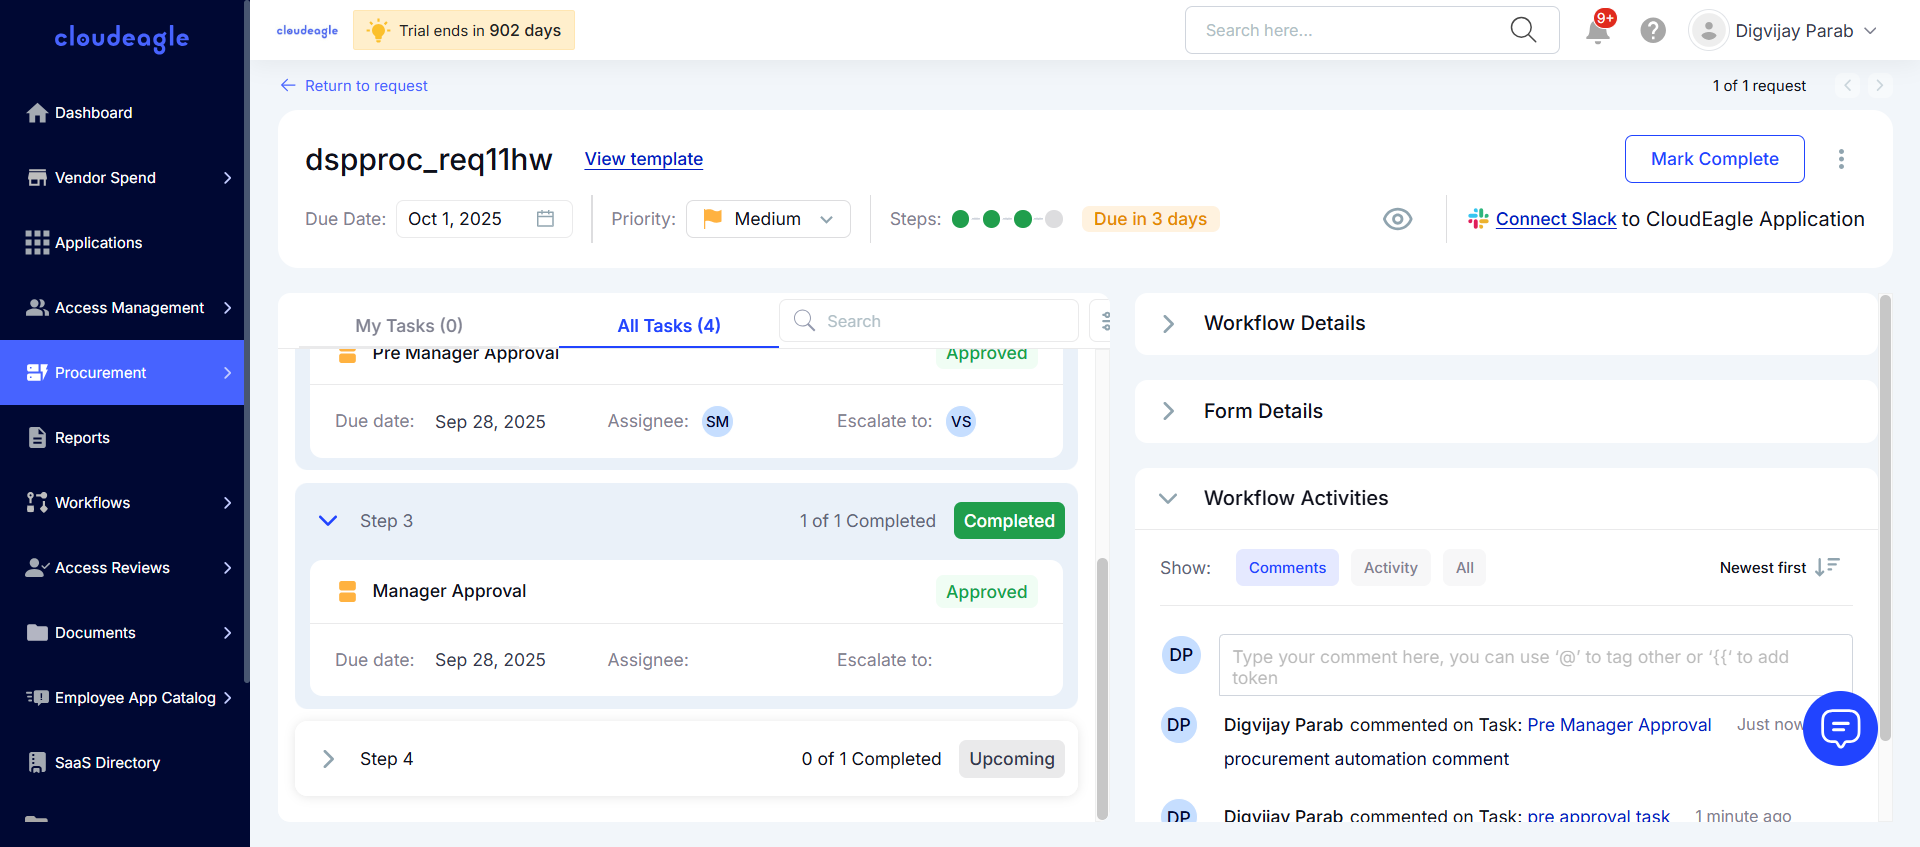 cloudeagle
Dashboard
Vendor Spend
Applications
Access Management
Procurement
Reports
Workflows
Access Reviews
Documents
Employee App Catalog
SaaS Directory
cloudeagle
Trial ends in 902 days
Search here...
9+
Digvijay Parab
Return to request
1 of 1 request
dspproc_req11hw
View template
Mark Complete
Due Date:
Oct 1, 2025
Priority:
Medium
Steps:
Due in 3 days
Connect Slack to CloudEagle Application
My Tasks (0)
All Tasks (4)
Search
Pre Manager Approval
Approved
Due date: Sep 28, 2025
Assignee: SM
Escalate to: VS
Step 3
1 of 1 Completed
Completed
Manager Approval
Approved
Due date: Sep 28, 2025
Assignee:
Escalate to:
Step 4
0 of 1 Completed
Upcoming
Workflow Details
Form Details
Workflow Activities
Show:
Comments
Activity
All
Newest first
DP
Type your comment here, you can use ‘@’ to tag other or ‘{{‘ to add
token
DP
Digvijay Parab commented on Task: Pre Manager Approval
Just now
procurement automation comment
DP
Digvijay Parab commented on Task: pre approval task
1 minute ago